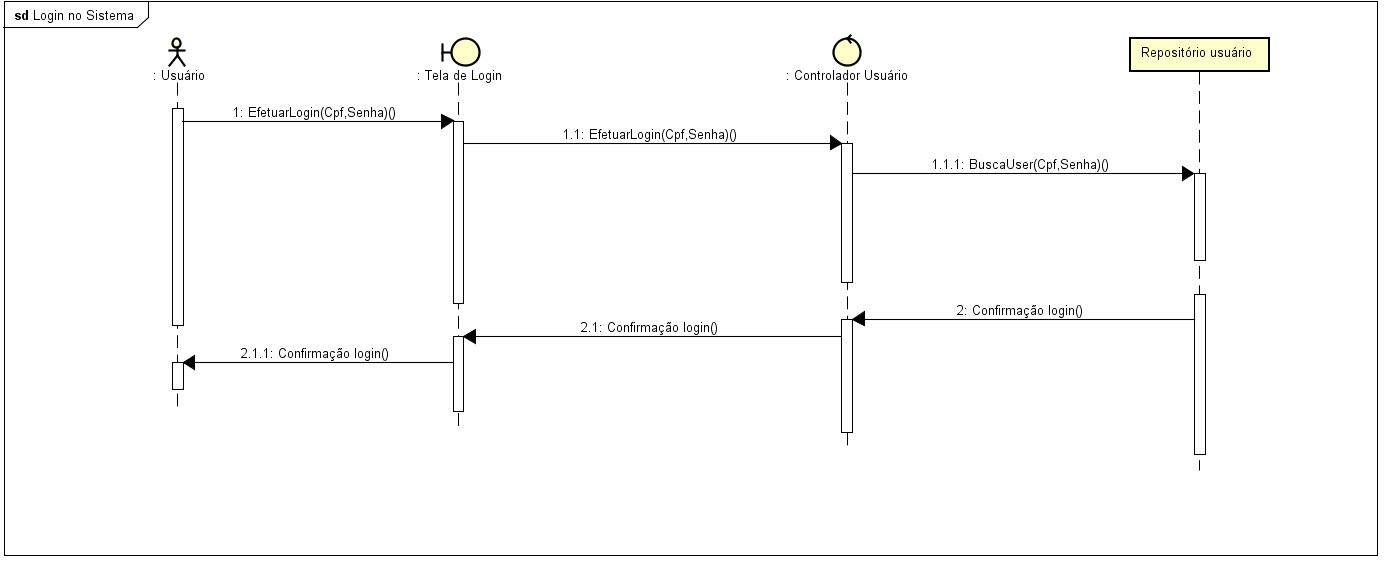 sd Login no Sistema
: Usuário
: Tela de Login
: Controlador Usuário
Repositório usuário
1: EfetuarLogin(Cpf,Senha)()
1.1: EfetuarLogin(Cpf,Senha)()
1.1.1: BuscaUser(Cpf,Senha)()
2: Confirmação login()
2.1: Confirmação login()
2.1.1: Confirmação login()